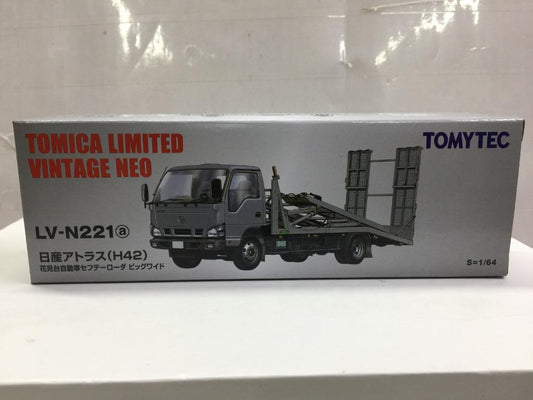 TOMICA LIMITED
VINTAGE NEO
TOMYTEC
LV-N221ⓐ
日産アトラス(H42)
花見台自動車セフテーローダ ビッグワイド
S=1/64